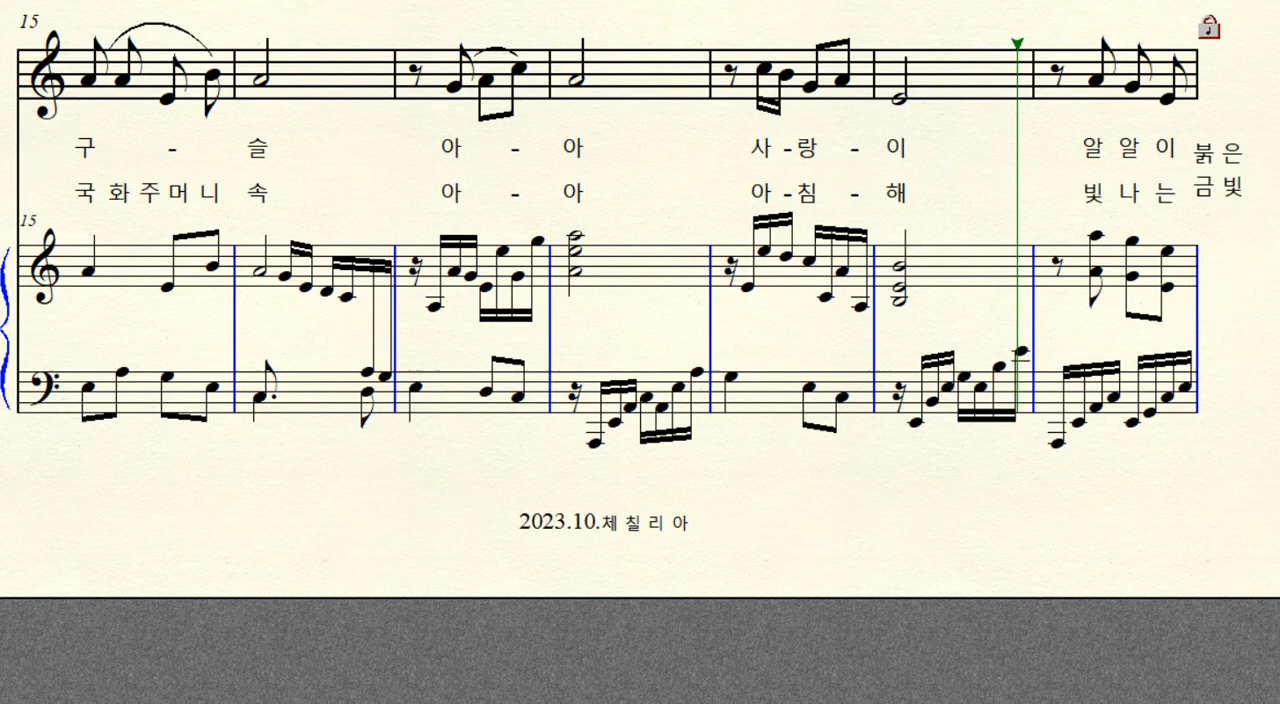 15
구 - 슬 아 - 아 사 - 랑 - 이 알 알 이 붉 은
국 화 주 머 니 속 아 - 아 아 - 침 - 해 빛 나 는 금 빛
15
2023.10.체 칠 리 아